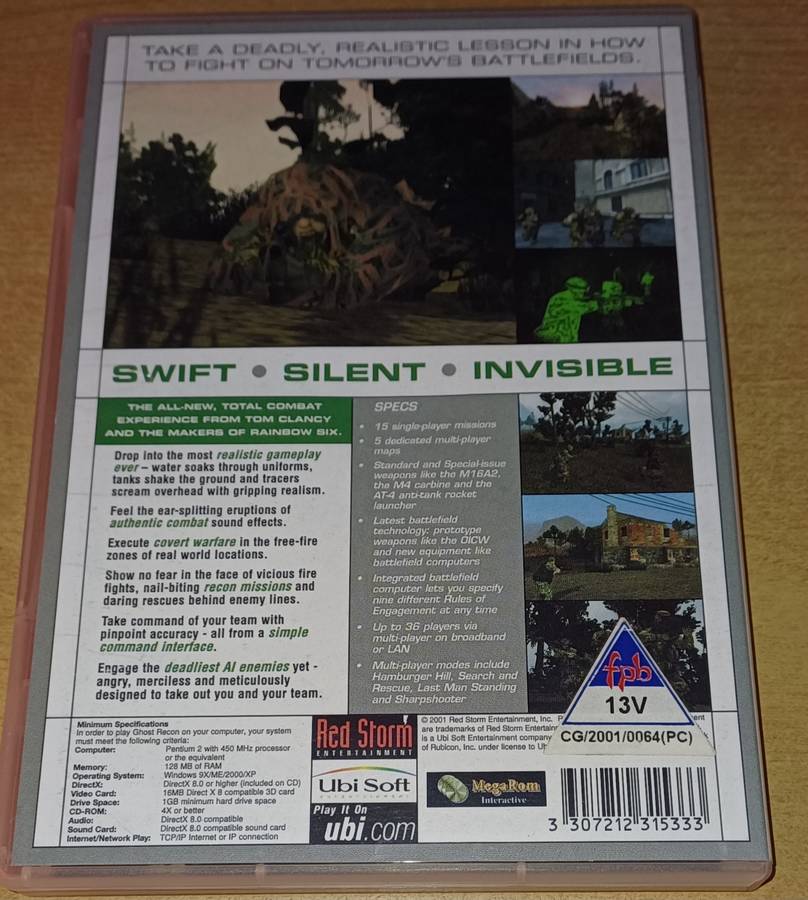 TAKE A DEADLY, REALISTIC LESSON IN HOW
TO FIGHT ON TOMORROW'S BATTLEFIELDS.
SWIFT • SILENT • INVISIBLE
THE ALL-NEW, TOTAL COMBAT
EXPERIENCE FROM TOM CLANCY
AND THE MAKERS OF RAINBOW SIX.
Drop into the most realistic gameplay
ever – water soaks through uniforms,
tanks shake the ground and tracers
scream overhead with gripping realism.
Feel the ear-splitting eruptions of
authentic combat sound effects.
Execute covert warfare in the free-fire
zones of real world locations.
Show no fear in the face of vicious fire
fights, nail-biting recon missions and
daring rescues behind enemy lines.
Take command of your team with
pinpoint accuracy - all from a simple
command interface.
Engage the deadliest AI enemies yet -
angry, merciless and meticulously
designed to take out you and your team.
SPECS
• 15 single-player missions
• 5 dedicated multi-player
maps
• Standard and Special-issue
weapons like the M16A2,
the M4 carbine and the
AT-4 anti-tank rocket
launcher
• Latest battlefield
technology: prototype
weapons like the OICW
and new equipment like
battlefield computers
• Integrated battlefield
computer lets you specify
nine different Rules of
Engagement at any time
• Up to 36 players via
multi-player on broadband
or LAN
• Multi-player modes include
Hamburger Hill, Search and
Rescue, Last Man Standing
and Sharpshooter
fpb
13V
CG/2001/0064(PC)
Minimum Specifications
In order to play Ghost Recon on your computer, your system
must meet the following criteria:
Computer: Pentium 2 with 450 MHz processor
or the equivalent
Memory: 128 MB of RAM
Operating System: Windows 9X/ME/2000/XP
DirectX: DirectX 8.0 or higher (included on CD)
Video Card: 16MB Direct X 8 compatible 3D card
Drive Space: 1GB minimum hard drive space
CD-ROM: 4X or better
Audio: DirectX 8.0 compatible
Sound Card: DirectX 8.0 compatible sound card
Internet/Network Play: TCP/IP Internet or IP connection
Red Storm
ENTERTAINMENT
Ubi Soft
ENTERTAINMENT
Play It On
ubi.com
© 2001 Red Storm Entertainment, Inc.
are trademarks of Red Storm
is a Ubi Soft Entertainment company
of Rubicon, Inc. under license to
MegaRom
Interactive
3 307212 315333